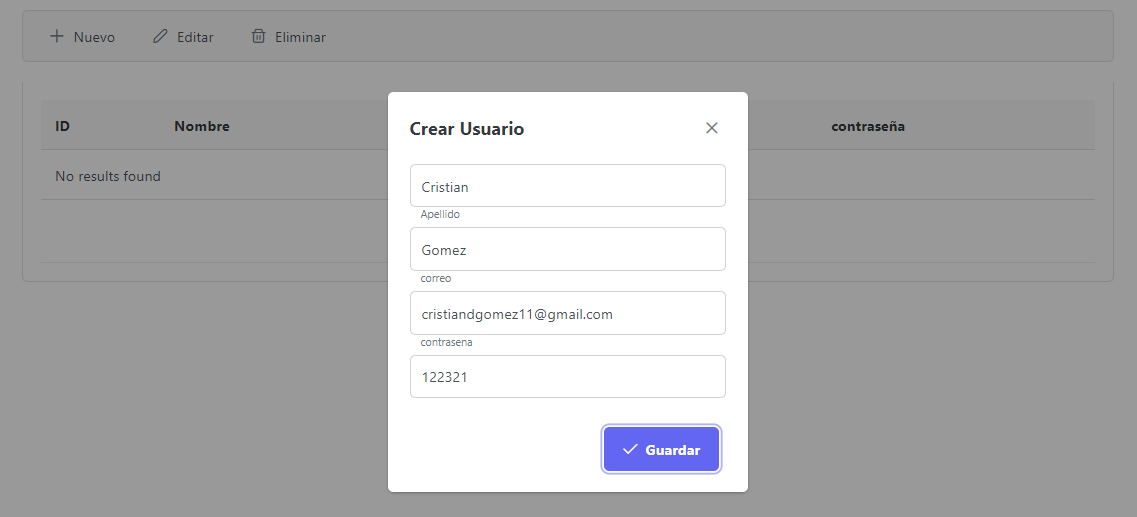 Nuevo Editar Eliminar
ID Nombre contraseña
No results found
Crear Usuario
Cristian
Apellido
Gomez
correo
cristiandgomez11@gmail.com
contrasena
122321
Guardar